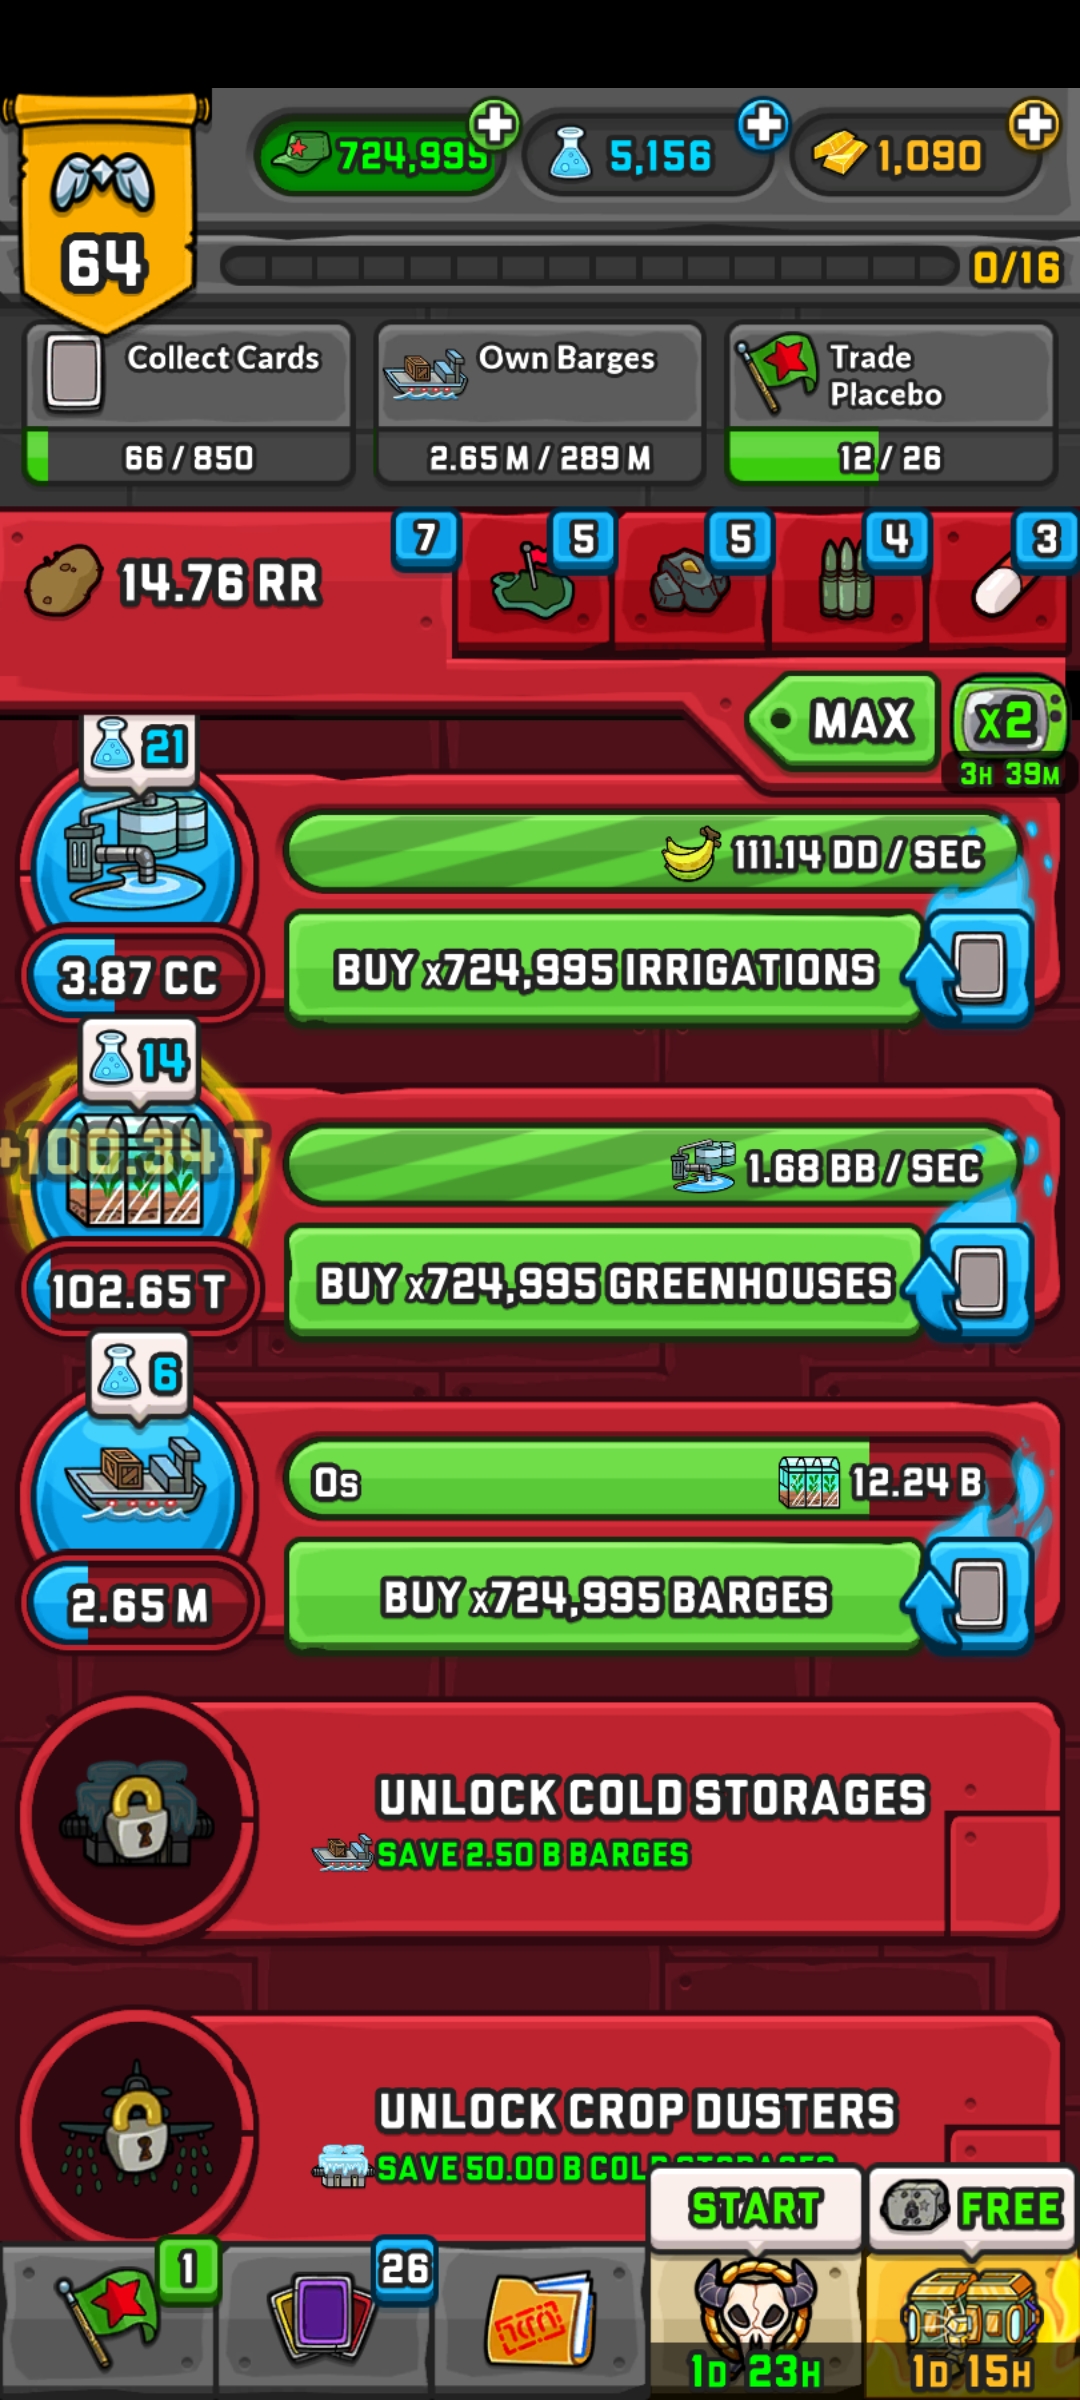 724,995
5,156
1,090
64
0/16
Collect Cards
66 / 850
Own Barges
2.65 M / 289 M
Trade
Placebo
12 / 26
14.76 RR
7
5
5
4
3
MAX
x2
3H 39M
21
111.14 DD / SEC
3.87 CC
BUY x724,995 IRRIGATIONS
14
+100.34 T
1.68 BB / SEC
102.65 T
BUY x724,995 GREENHOUSES
6
0s
12.24 B
2.65 M
BUY x724,995 BARGES
UNLOCK COLD STORAGES
SAVE 2.50 B BARGES
UNLOCK CROP DUSTERS
SAVE 50.00 B COLD STORAGES
START
FREE
1
26
1D 23H
1D 15H